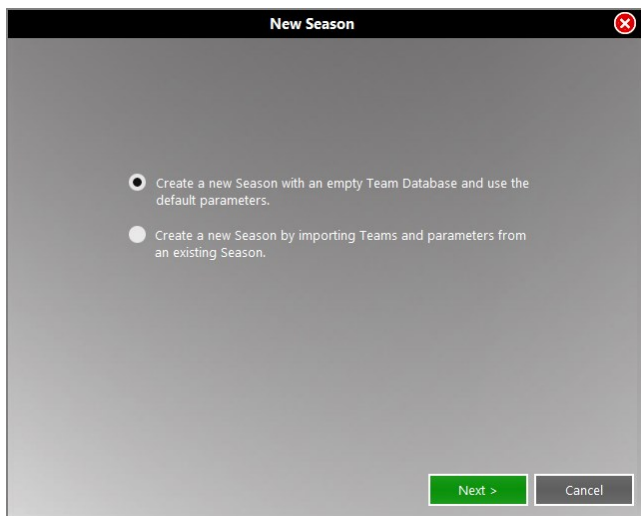 New Season
Create a new Season with an empty Team Database and use the
default parameters.
Create a new Season by importing Teams and parameters from
an existing Season.
Next >
Cancel